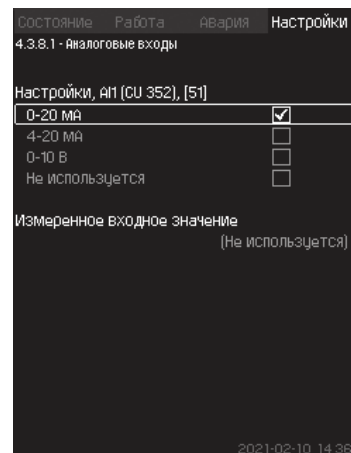 Состояние Работа Авария Настройки
4.3.8.1 - Аналоговые входы
Настройки, AI1 (CU 352), [51]
0-20 мА
4-20 мА
0-10 В
Не используется
Измеренное входное значение
(Не используется)
2021-02-10 14:36